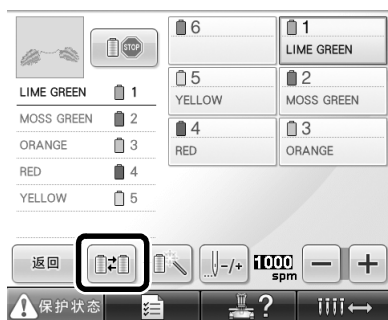 STOP
LIME GREEN 1
MOSS GREEN 2
ORANGE 3
RED 4
YELLOW 5
6
1
LIME GREEN
5
YELLOW
2
MOSS GREEN
4
RED
3
ORANGE
返回
-/+
1000
spm
− +
保护状态
?